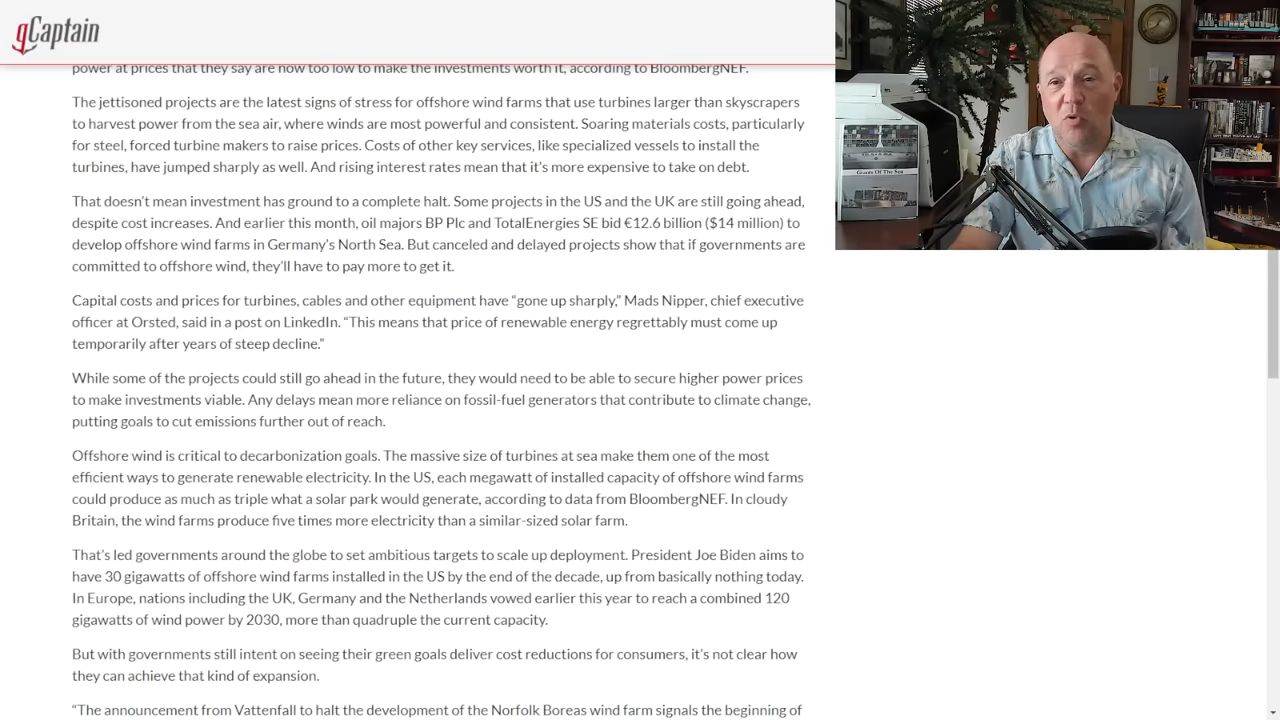 gCaptain
power at prices that they say are now too low to make the investments worth it, according to BloombergNEF.
The jettisoned projects are the latest signs of stress for offshore wind farms that use turbines larger than skyscrapers
to harvest power from the sea air, where winds are most powerful and consistent. Soaring materials costs, particularly
for steel, forced turbine makers to raise prices. Costs of other key services, like specialized vessels to install the
turbines, have jumped sharply as well. And rising interest rates mean that it's more expensive to take on debt.
That doesn't mean investment has ground to a complete halt. Some projects in the US and the UK are still going ahead,
despite cost increases. And earlier this month, oil majors BP Plc and TotalEnergies SE bid €12.6 billion ($14 million) to
develop offshore wind farms in Germany's North Sea. But canceled and delayed projects show that if governments are
committed to offshore wind, they'll have to pay more to get it.
Capital costs and prices for turbines, cables and other equipment have “gone up sharply,” Mads Nipper, chief executive
officer at Orsted, said in a post on LinkedIn. “This means that price of renewable energy regrettably must come up
temporarily after years of steep decline.”
While some of the projects could still go ahead in the future, they would need to be able to secure higher power prices
to make investments viable. Any delays mean more reliance on fossil-fuel generators that contribute to climate change,
putting goals to cut emissions further out of reach.
Offshore wind is critical to decarbonization goals. The massive size of turbines at sea make them one of the most
efficient ways to generate renewable electricity. In the US, each megawatt of installed capacity of offshore wind farms
could produce as much as triple what a solar park would generate, according to data from BloombergNEF. In cloudy
Britain, the wind farms produce five times more electricity than a similar-sized solar farm.
That's led governments around the globe to set ambitious targets to scale up deployment. President Joe Biden aims to
have 30 gigawatts of offshore wind farms installed in the US by the end of the decade, up from basically nothing today.
In Europe, nations including the UK, Germany and the Netherlands vowed earlier this year to reach a combined 120
gigawatts of wind power by 2030, more than quadruple the current capacity.
But with governments still intent on seeing their green goals deliver cost reductions for consumers, it's not clear how
they can achieve that kind of expansion.
“The announcement from Vattenfall to halt the development of the Norfolk Boreas wind farm signals the beginning of
Giants Of The Sea